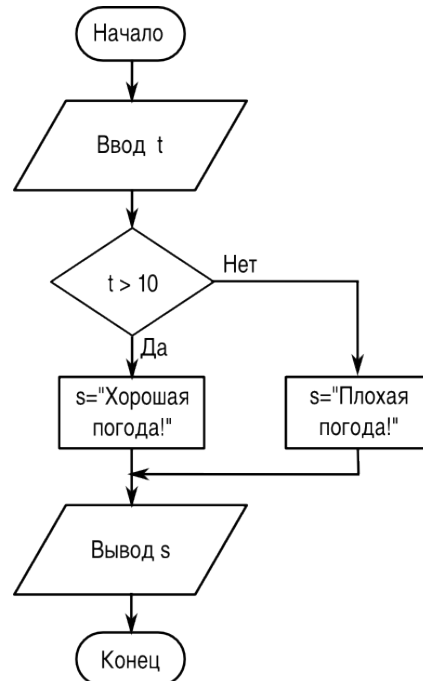 Начало
Ввод t
t > 10
Нет
Да
s="Хорошая
погода!"
s="Плохая
погода!"
Вывод s
Конец